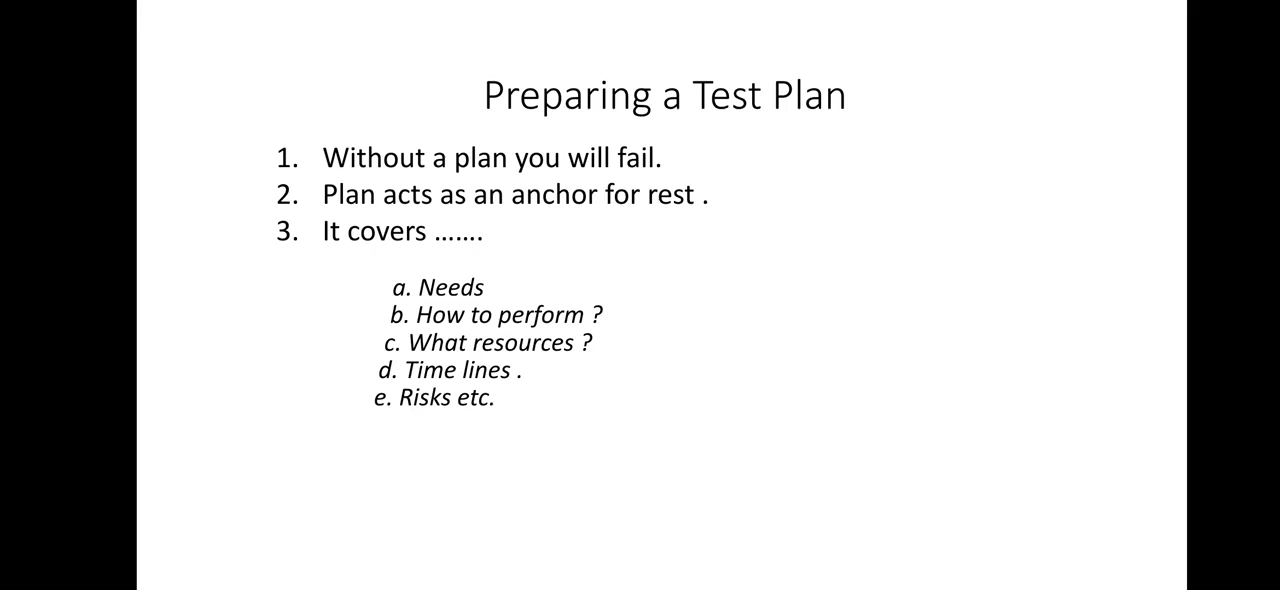 Preparing a Test Plan
1. Without a plan you will fail.
2. Plan acts as an anchor for rest .
3. It covers .......
a. Needs
b. How to perform ?
c. What resources ?
d. Time lines .
e. Risks etc.